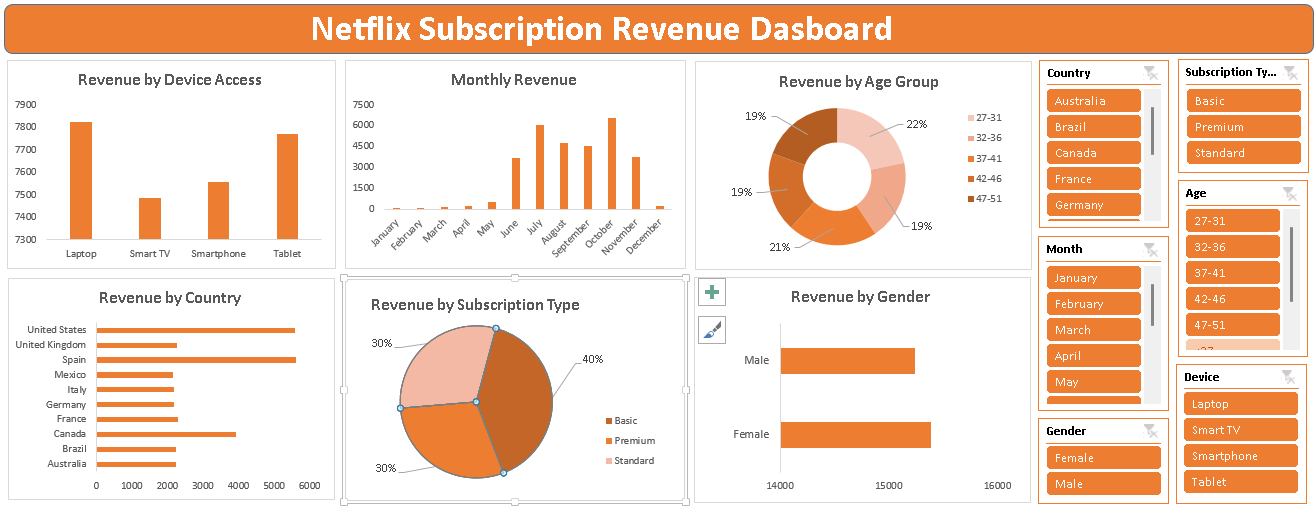 Netflix Subscription Revenue Dasboard
Revenue by Device Access
7900
7800
7700
7600
7500
7400
7300
Laptop
Smart TV
Smartphone
Tablet
Monthly Revenue
7500
6000
4500
3000
1500
0
January
February
March
April
May
June
July
August
September
October
November
December
Revenue by Age Group
19%
22%
19%
19%
21%
27-31
32-36
37-41
42-46
47-51
Revenue by Country
United States
United Kingdom
Spain
Mexico
Italy
Germany
France
Canada
Brazil
Australia
0 1000 2000 3000 4000 5000 6000
Revenue by Subscription Type
30%
40%
30%
Basic
Premium
Standard
Revenue by Gender
Male
Female
14000 15000 16000
Country
Australia
Brazil
Canada
France
Germany
Month
January
February
March
April
May
Gender
Female
Male
Subscription Ty...
Basic
Premium
Standard
Age
27-31
32-36
37-41
42-46
47-51
Device
Laptop
Smart TV
Smartphone
Tablet